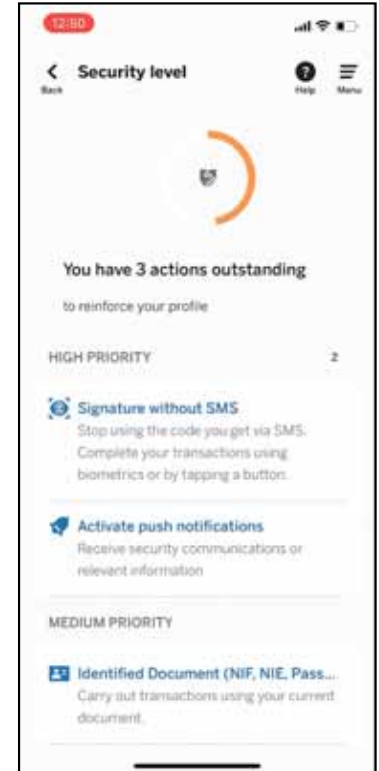 12:50
Security level
Back
Help
Menu
You have 3 actions outstanding
to reinforce your profile
HIGH PRIORITY 2
Signature without SMS
Stop using the code you get via SMS.
Complete your transactions using
biometrics or by tapping a button.
Activate push notifications
Receive security communications or
relevant information
MEDIUM PRIORITY
Identified Document (NIF, NIE, Pass...
Carry out transactions using your current
document.